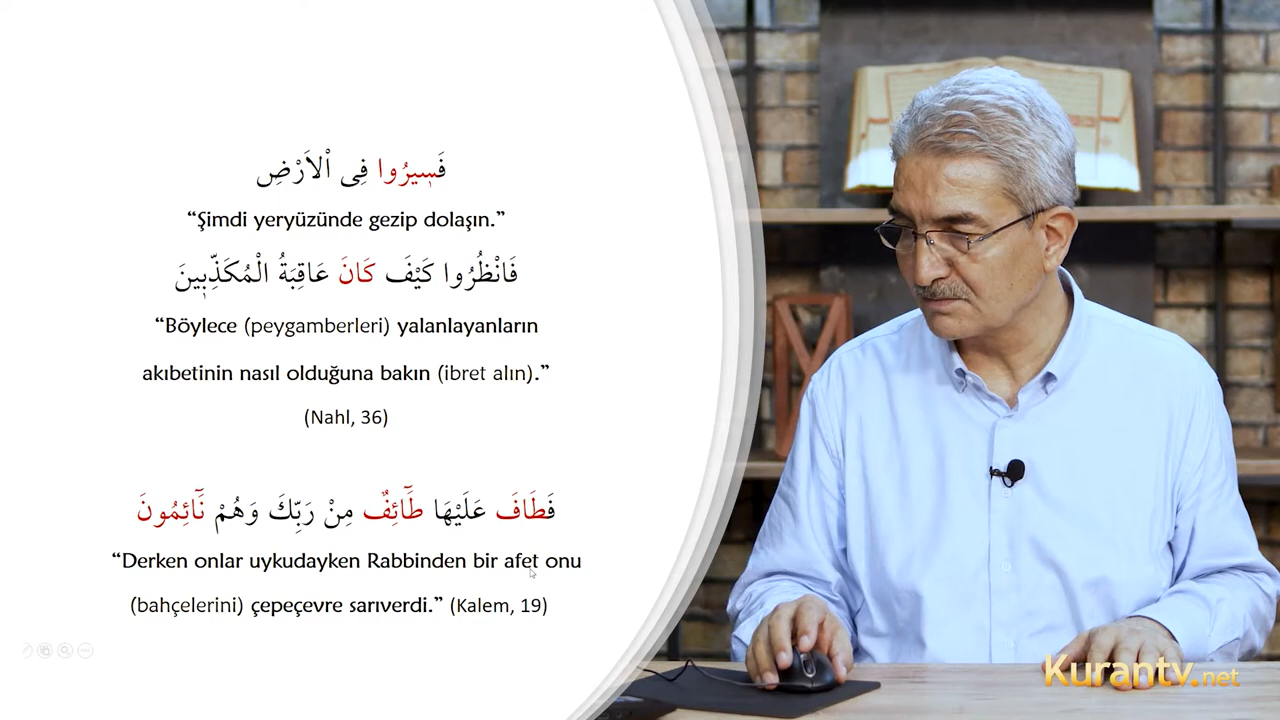 فَس۪يرُوا فِى الْاَرْضِ
“Şimdi yeryüzünde gezip dolaşın.”
فَانْظُرُوا كَيْفَ كَانَ عَاقِبَةُ الْمُكَذِّب۪ينَ
“Böylece (peygamberleri) yalanlayanların
akıbetinin nasıl olduğuna bakın (ibret alın).”
(Nahl, 36)
فَطَافَ عَلَيْهَا طَٓائِفٌ مِنْ رَبِّكَ وَهُمْ نَٓائِمُونَ
“Derken onlar uykudayken Rabbinden bir afet onu
(bahçelerini) çepeçevre sarıverdi.” (Kalem, 19)
Kurantv.net